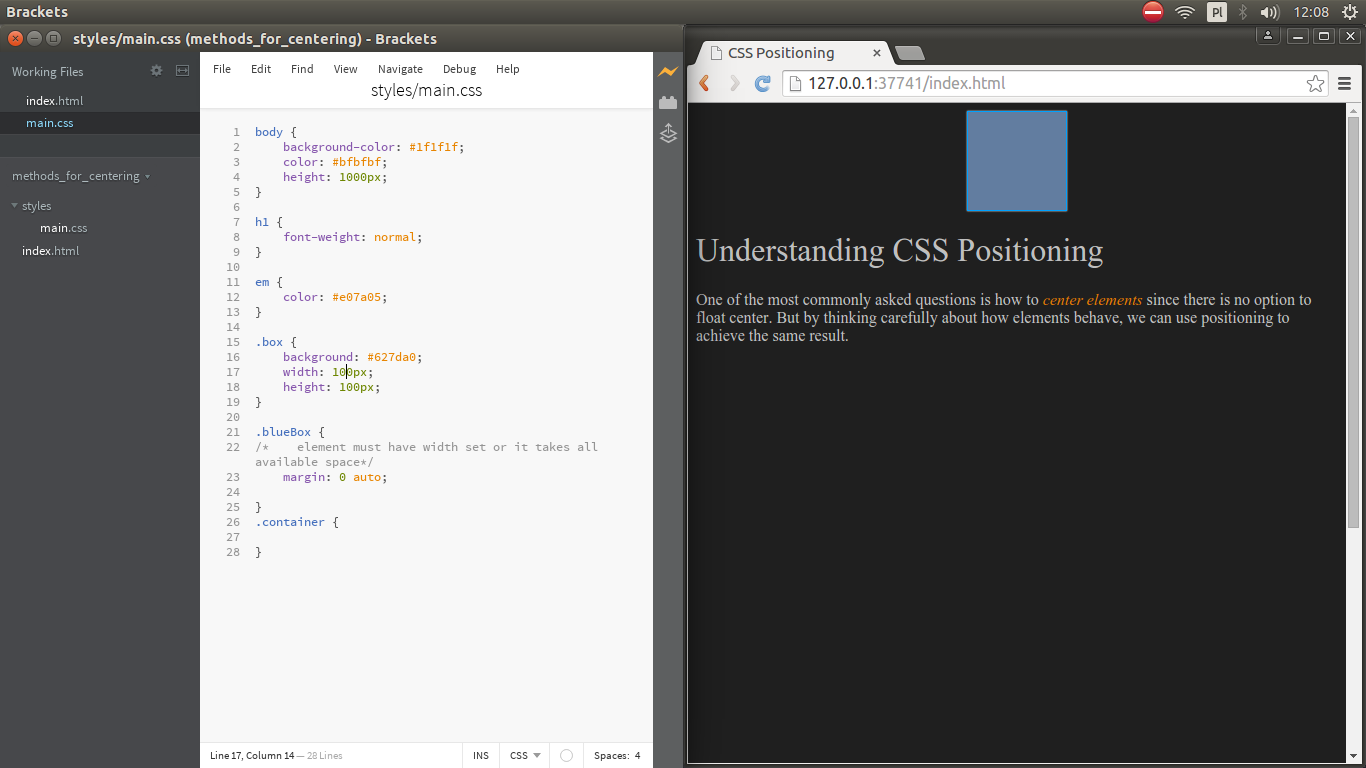 Brackets
Pl
12:08
styles/main.css (methods_for_centering) - Brackets
Working Files
index.html
main.css
methods_for_centering
styles
main.css
index.html
File Edit Find View Navigate Debug Help
styles/main.css
1 body {
2 background-color: #1f1f1f;
3 color: #bfbfbf;
4 height: 1000px;
5 }
6
7 h1 {
8 font-weight: normal;
9 }
10
11 em {
12 color: #e07a05;
13 }
14
15 .box {
16 background: #627da0;
17 width: 100px;
18 height: 100px;
19 }
20
21 .blueBox {
22 /* element must have width set or it takes all
available space*/
23 margin: 0 auto;
24
25 }
26 .container {
27
28 }
Line 17, Column 14 — 28 Lines
INS
CSS
Spaces: 4
CSS Positioning
127.0.0.1:37741/index.html
Understanding CSS Positioning
One of the most commonly asked questions is how to center elements since there is no option to
float center. But by thinking carefully about how elements behave, we can use positioning to
achieve the same result.